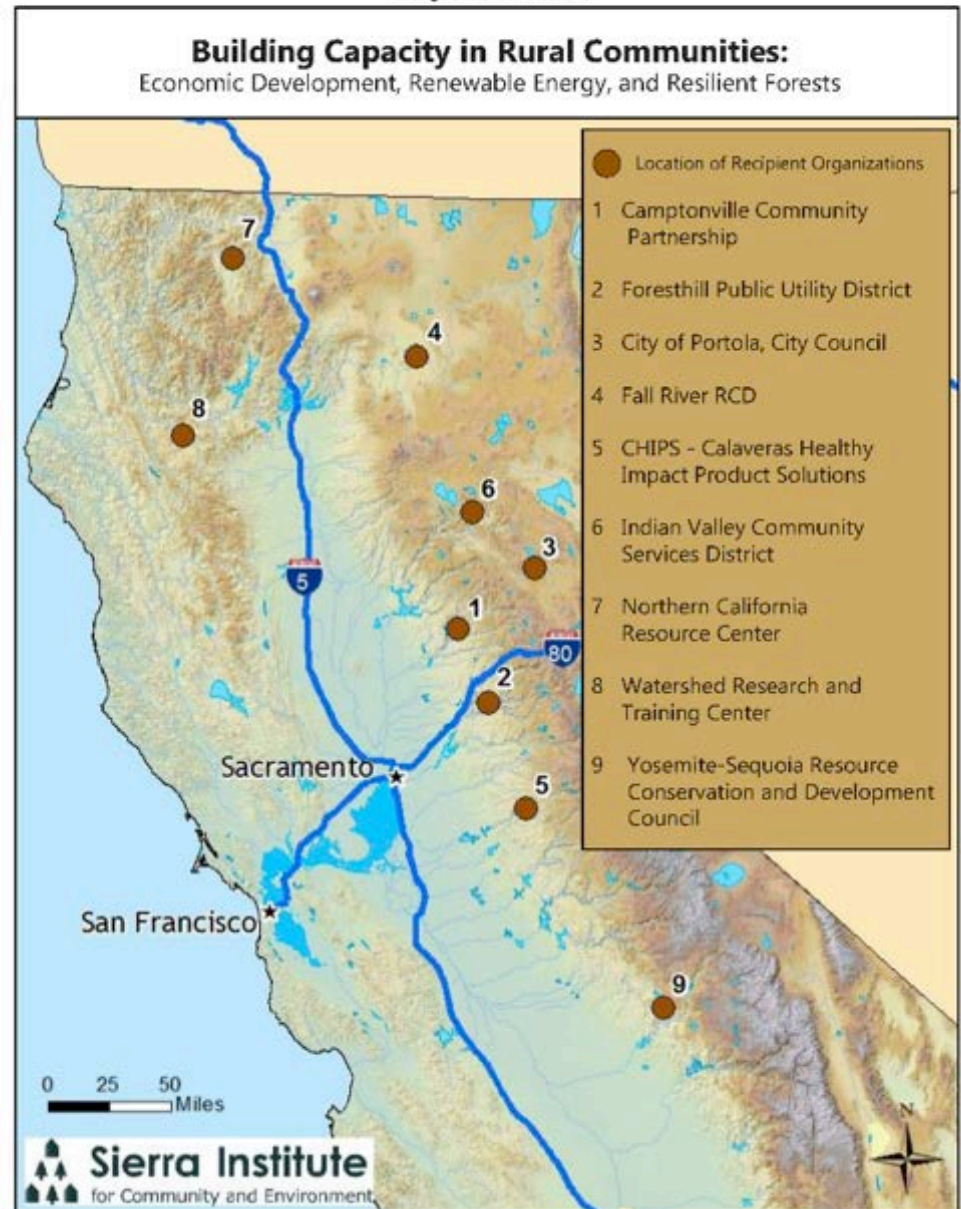 Building Capacity in Rural Communities:
Economic Development, Renewable Energy, and Resilient Forests
Location of Recipient Organizations
1 Camptonville Community
Partnership
2 Foresthill Public Utility District
3 City of Portola, City Council
4 Fall River RCD
5 CHIPS - Calaveras Healthy
Impact Product Solutions
6 Indian Valley Community
Services District
7 Northern California
Resource Center
8 Watershed Research and
Training Center
9 Yosemite-Sequoia Resource
Conservation and Development
Council
7
4
8
6
3
5
1
80
2
Sacramento
5
San Francisco
9
0 25 50
Miles
N
Sierra Institute
for Community and Environment